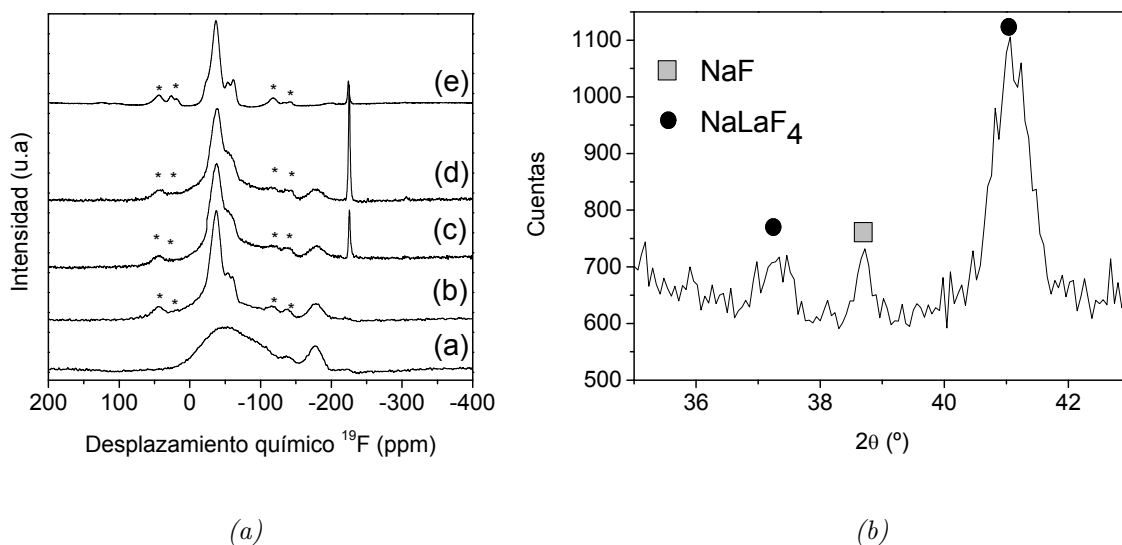 Intensidad (u.a)
* * * * (e)
* * * * (d)
* * * * (c)
* * * * (b)
(a)
200 100 0 -100 -200 -300 -400
Desplazamiento químico ¹⁹F (ppm)
(a)
Cuentas
1100
1000
900
800
700
600
500
NaF
NaLaF₄
36 38 40 42
2θ (º)
(b)